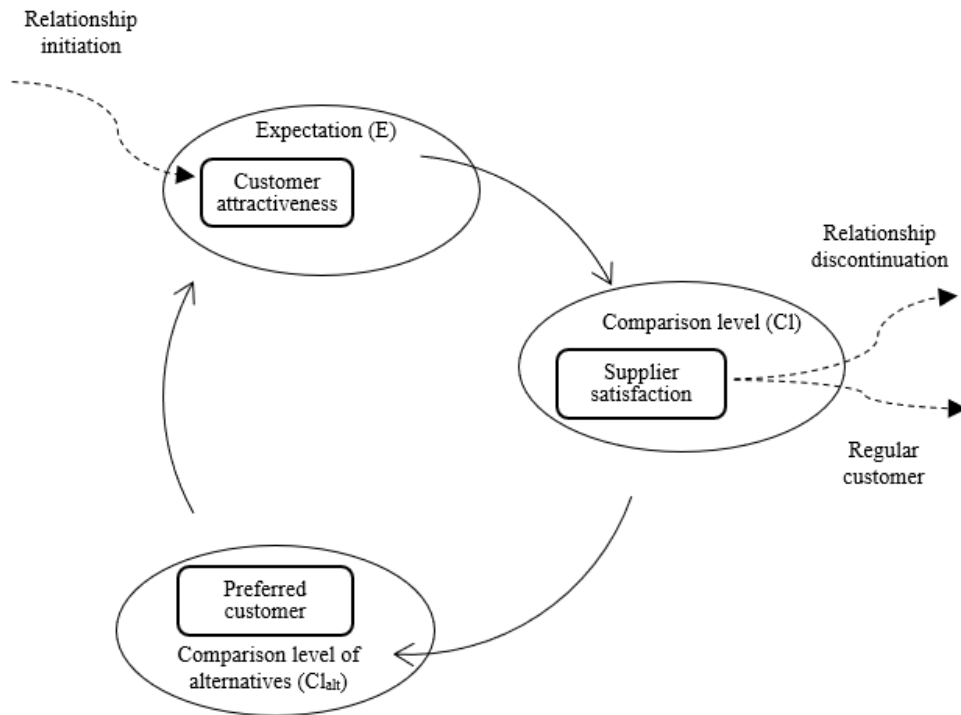 Relationship
initiation
Expectation (E)
Customer
attractiveness
Relationship
discontinuation
Comparison level (Cl)
Supplier
satisfaction
Regular
customer
Preferred
customer
Comparison level of
alternatives (Clalt)